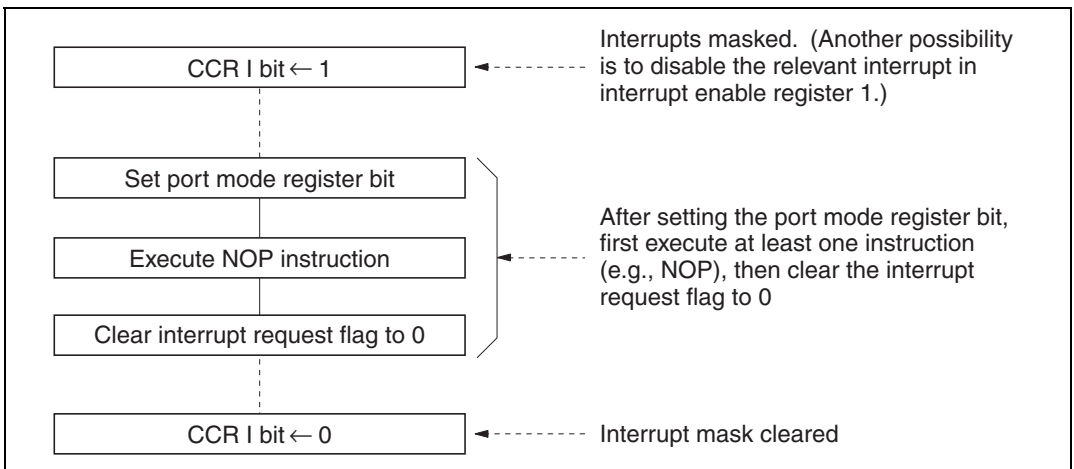 CCR I bit ← 1
Interrupts masked. (Another possibility
is to disable the relevant interrupt in
interrupt enable register 1.)
Set port mode register bit
Execute NOP instruction
Clear interrupt request flag to 0
After setting the port mode register bit,
first execute at least one instruction
(e.g., NOP), then clear the interrupt
request flag to 0
CCR I bit ← 0
Interrupt mask cleared